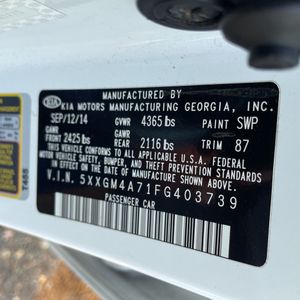 MANUFACTURED BY
KIA KIA MOTORS MANUFACTURING GEORGIA, INC.
SEP/12/14 GVWR 4365 lbs PAINT SWP
GAWR GAWR
FRONT 2425 lbs REAR 2116 lbs TRIM 87
THIS VEHICLE CONFORMS TO ALL APPLICABLE U.S.A. FEDERAL
MOTOR VEHICLE SAFETY, BUMPER, AND THEFT PREVENTION
STANDARDS IN EFFECT ON THE DATE OF
MANUFACTURE SHOWN ABOVE.
V.I.N. 5XXGM4A71FG403739
PASSENGER CAR
T485